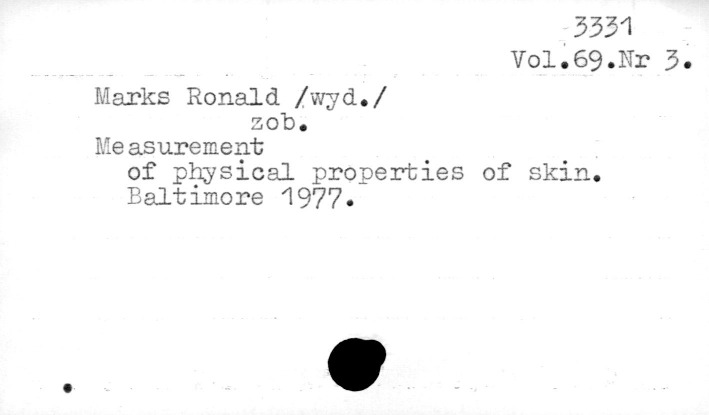 3331
Vol.69.Nr 3.
Marks Ronald /wyd./
zob.
Measurement
of physical properties of skin.
Baltimore 1977.